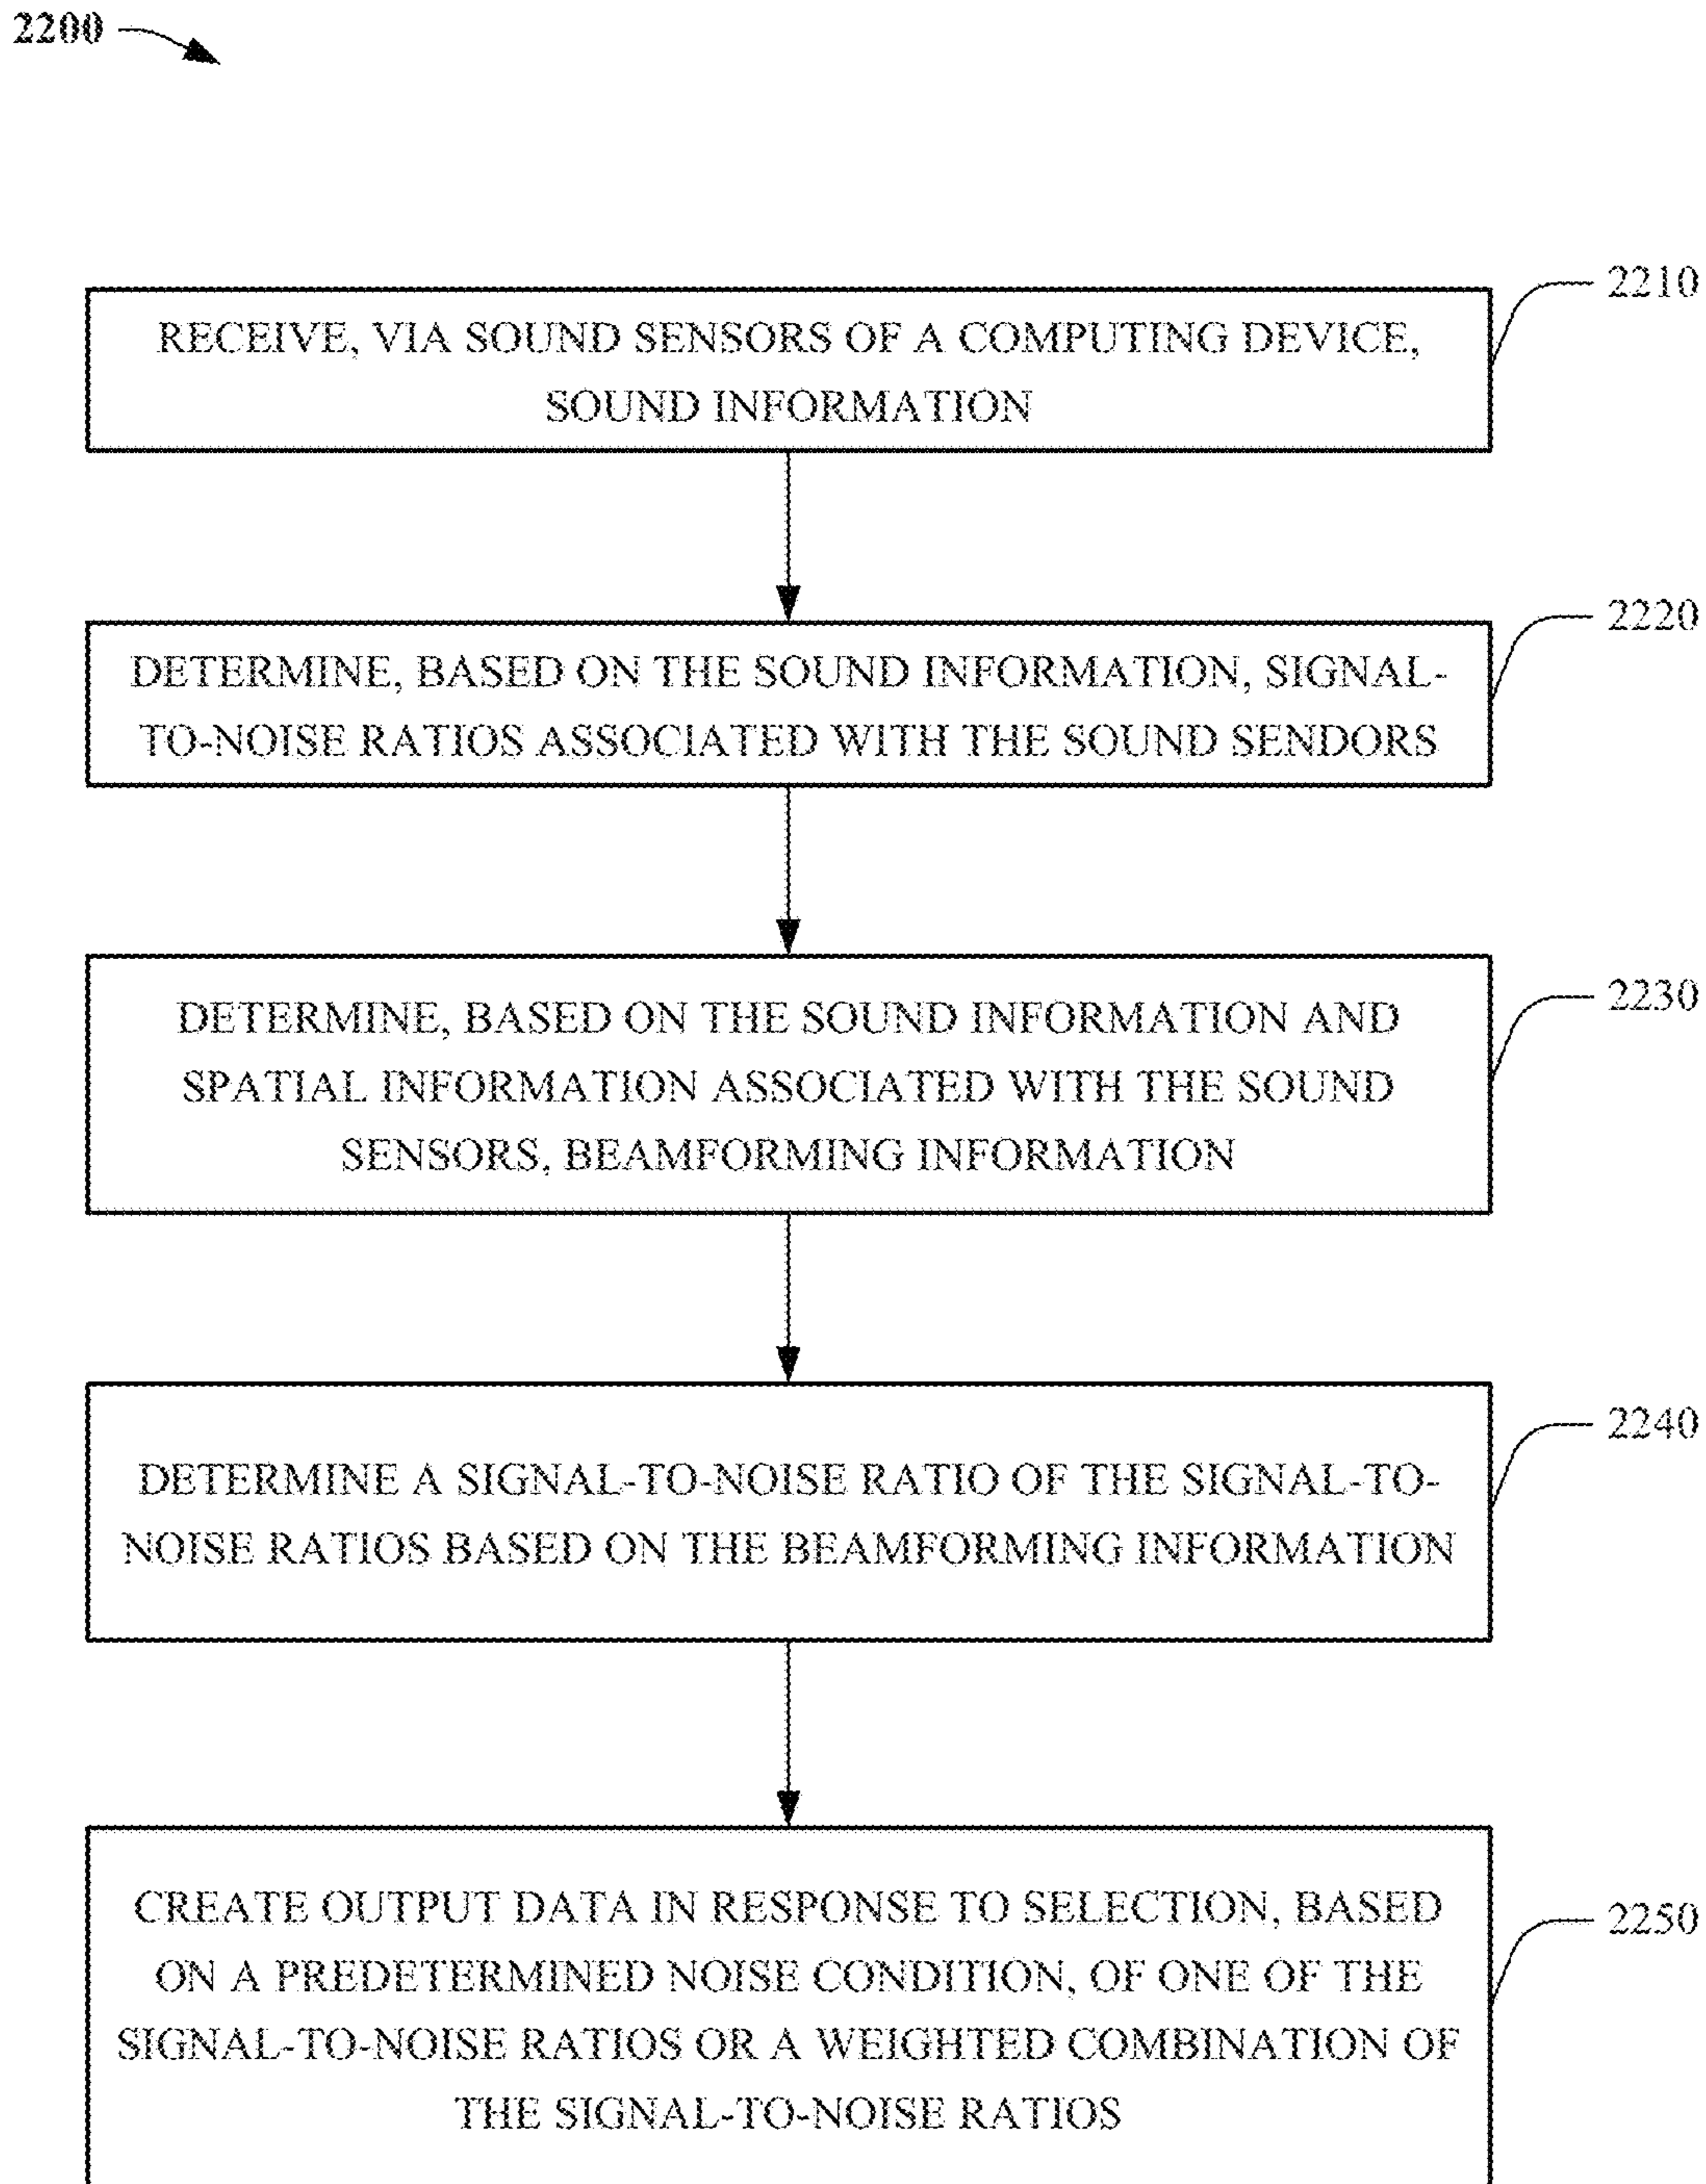 2200
RECEIVE, VIA SOUND SENSORS OF A COMPUTING DEVICE,
SOUND INFORMATION
2210
DETERMINE, BASED ON THE SOUND INFORMATION, SIGNAL-
TO-NOISE RATIOS ASSOCIATED WITH THE SOUND SENDORS
2220
DETERMINE, BASED ON THE SOUND INFORMATION AND
SPATIAL INFORMATION ASSOCIATED WITH THE SOUND
SENSORS, BEAMFORMING INFORMATION
2230
DETERMINE A SIGNAL-TO-NOISE RATIO OF THE SIGNAL-TO-
NOISE RATIOS BASED ON THE BEAMFORMING INFORMATION
2240
CREATE OUTPUT DATA IN RESPONSE TO SELECTION, BASED
ON A PREDETERMINED NOISE CONDITION, OF ONE OF THE
SIGNAL-TO-NOISE RATIOS OR A WEIGHTED COMBINATION OF
THE SIGNAL-TO-NOISE RATIOS
2250